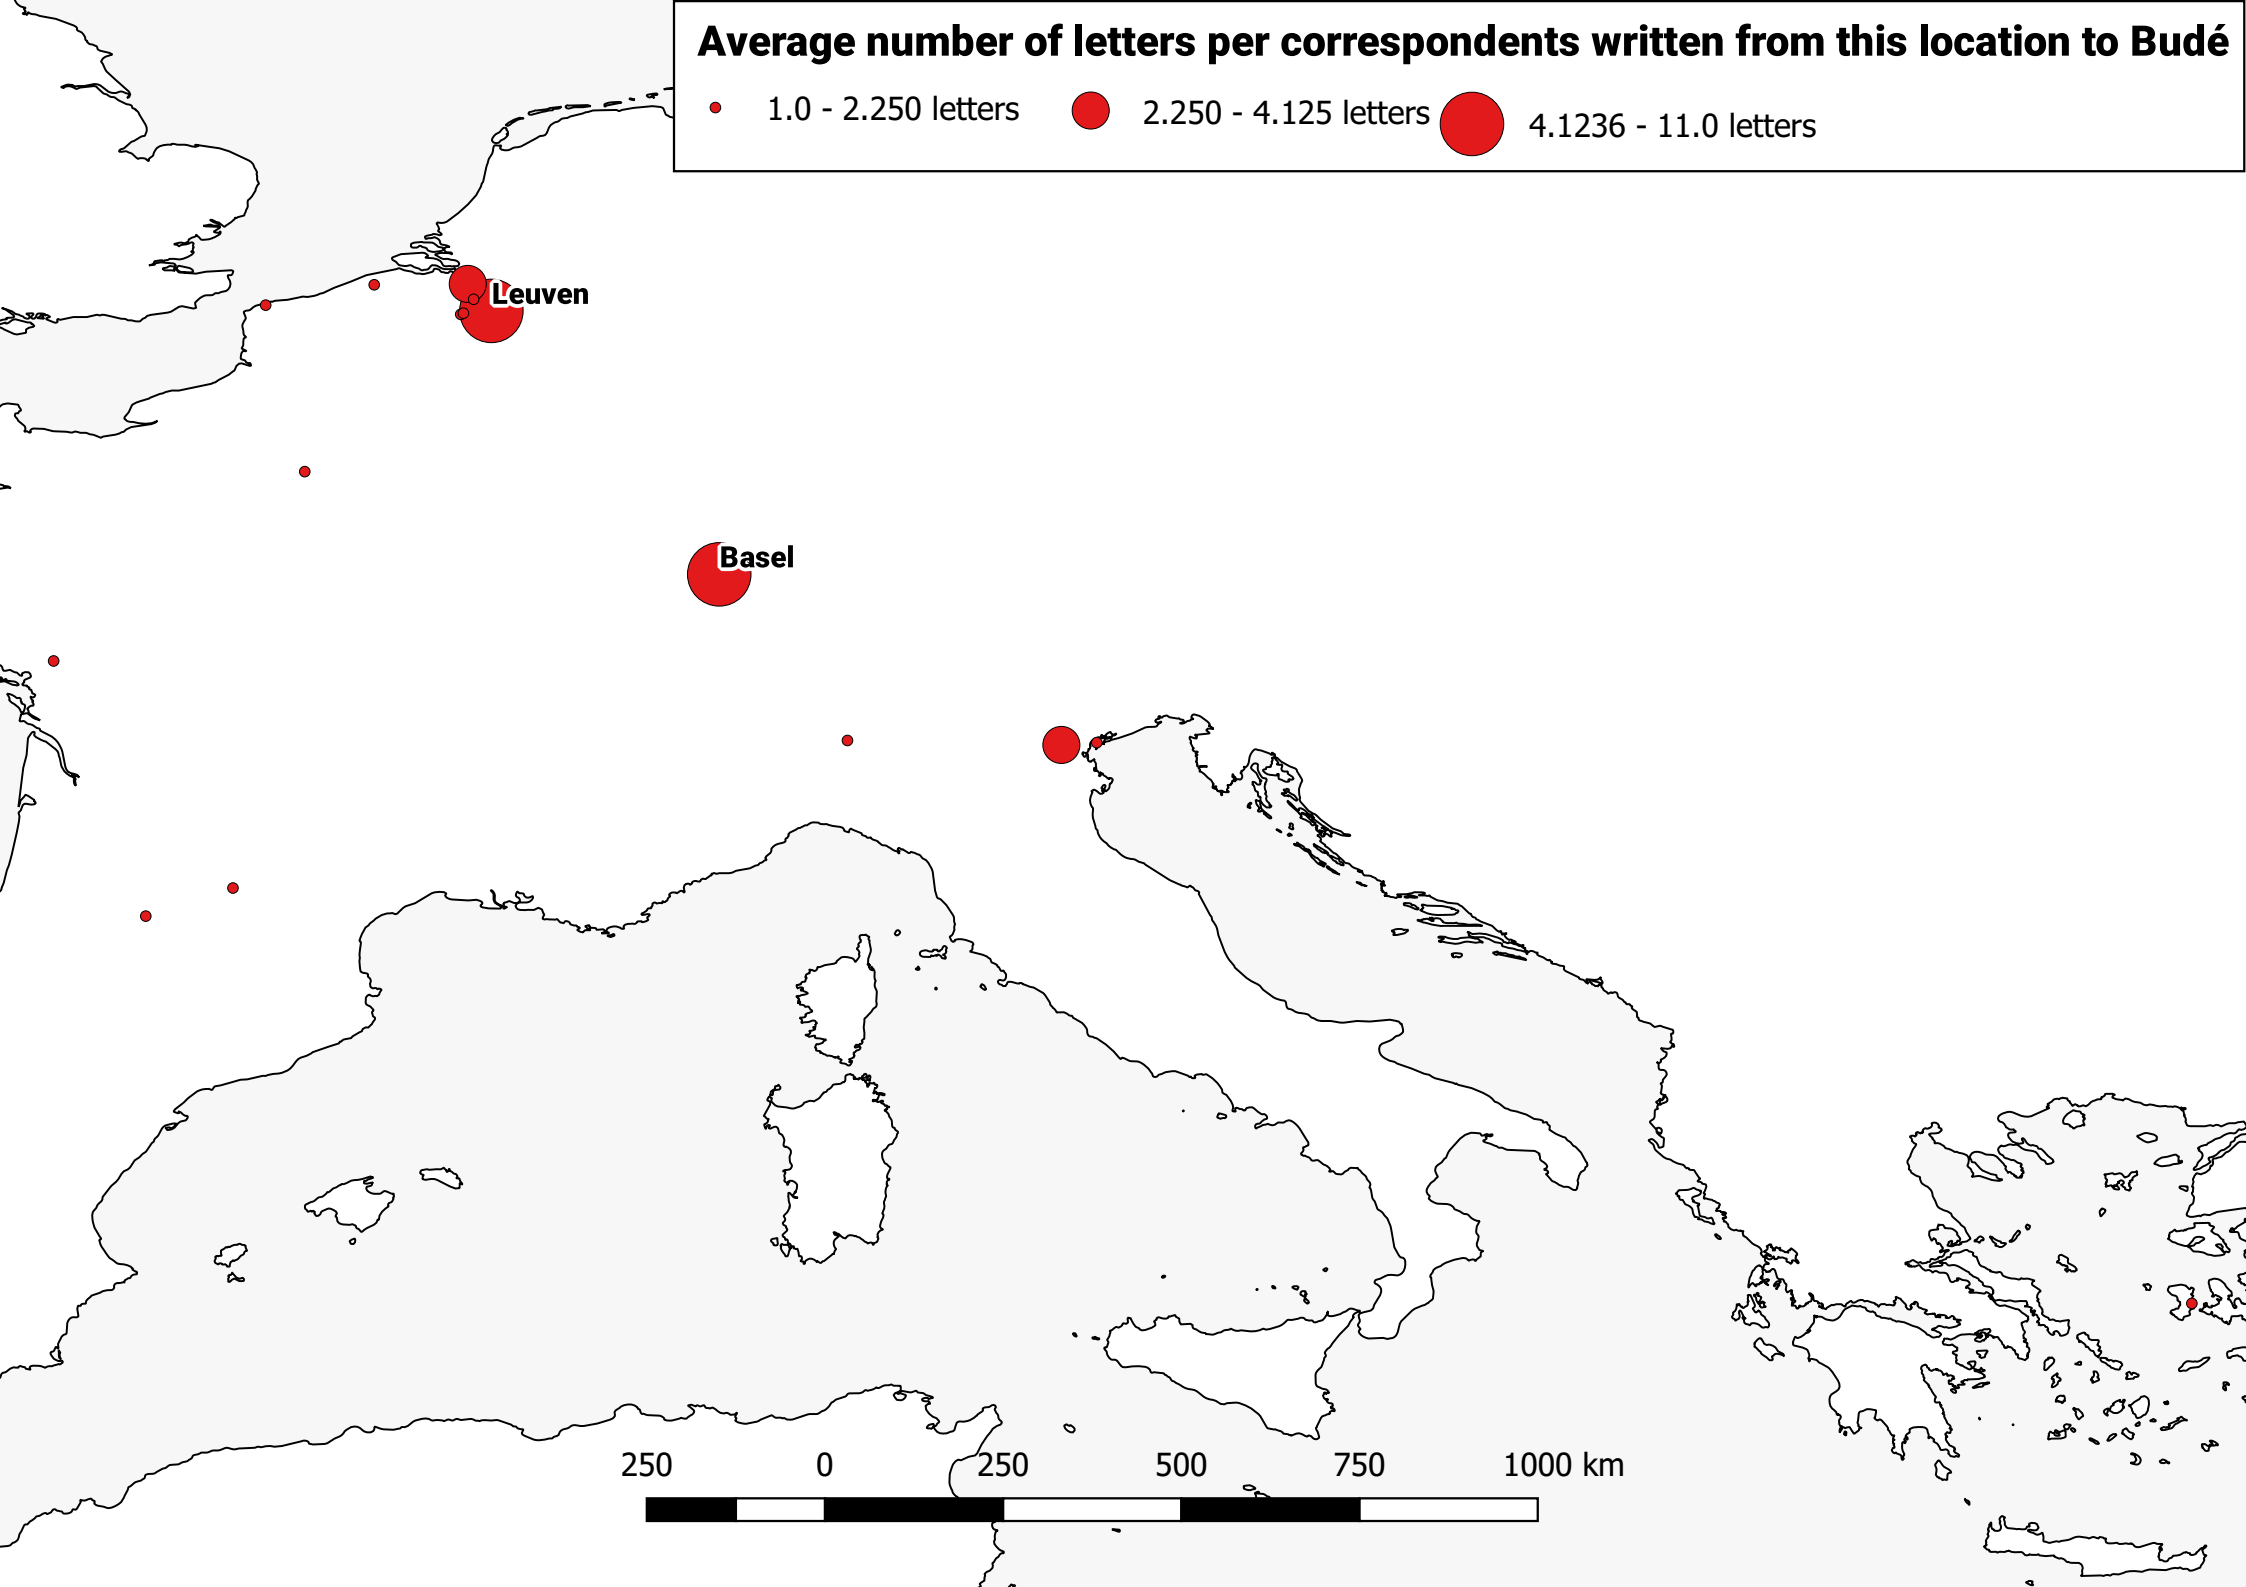 Average number of letters per correspondents written from this location to Budé
1.0 - 2.250 letters
2.250 - 4.125 letters
4.1236 - 11.0 letters
Leuven
Basel
250 0 250 500 750 1000 km